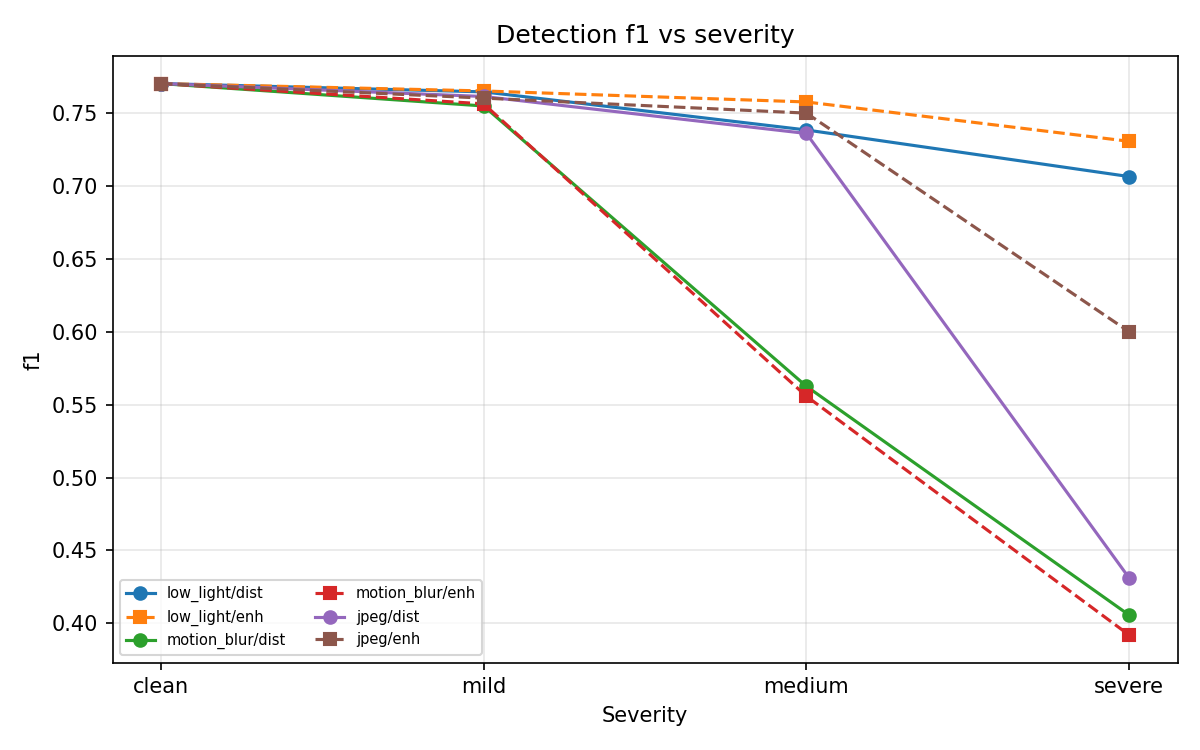 Detection f1 vs severity
0.75
0.70
0.65
0.60
0.55
0.50
0.45
0.40
f1
low_light/dist
low_light/enh
motion_blur/dist
motion_blur/enh
jpeg/dist
jpeg/enh
clean mild medium severe
Severity